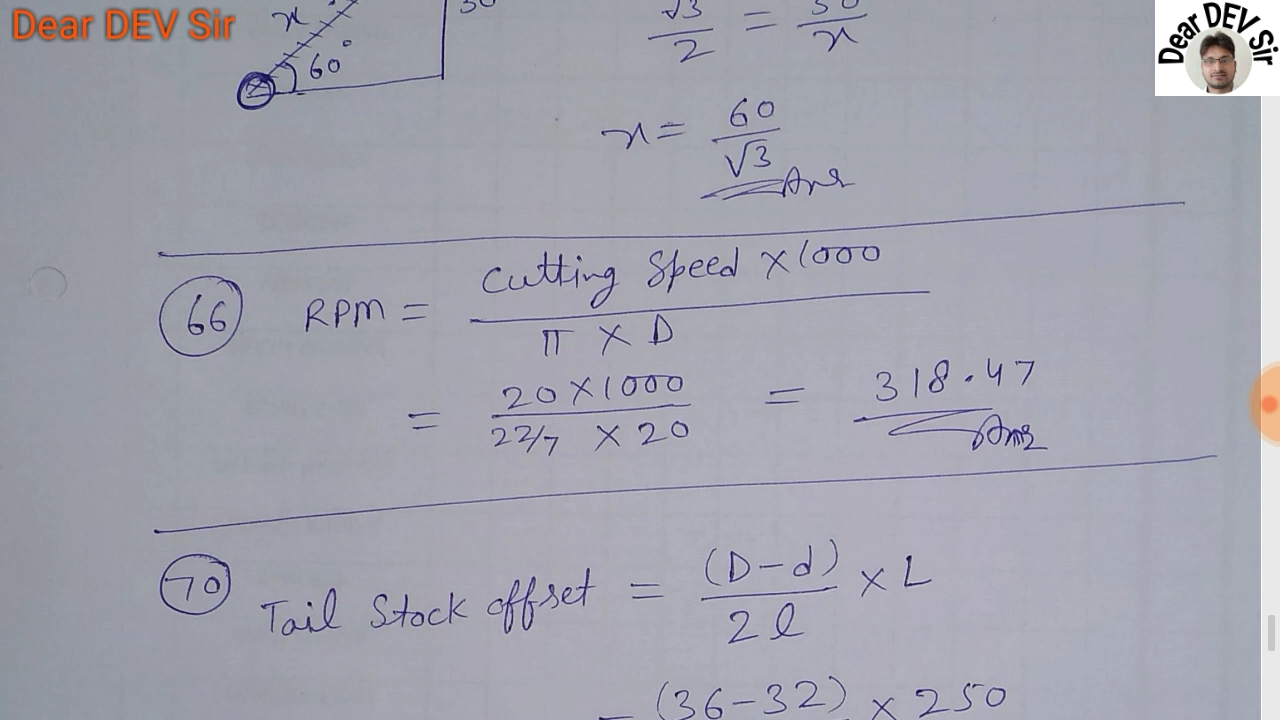 Dear DEV Sir
Dear DEV Sir
x
60°
√3/2 = 30/x
x = 60/√3 Ans
66 RPM = Cutting Speed × 1000
π × D
= 20 × 1000 / 22/7 × 20 = 318.47 Ans
70 Tail Stock offset = (D-d)/2l × L
= (36-32) × 250